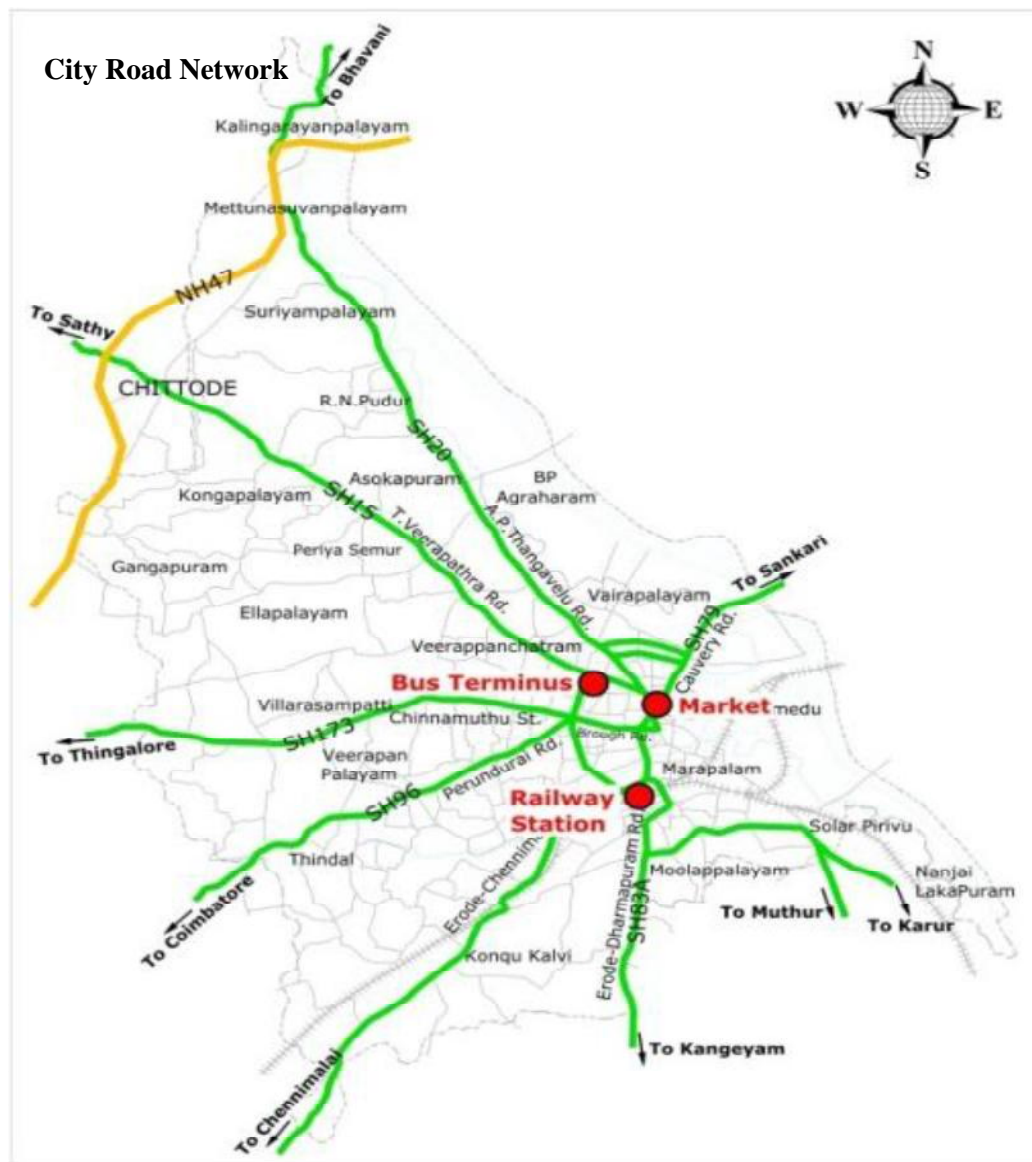 City Road Network
N
W
E
S
To Bhavani
Kalingarayanpalayam
Mettunasuvanpalayam
NH47
To Sathy
Suriyampalayam
CHITTODE
R.N.Pudur
SH20
Asokapuram
BP
Agraharam
Kongapalayam
SH15
A.P.Thangavelu Rd.
T.Veerapathra Rd.
Periya Semur
Gangapuram
To Sankari
Vairapalayam
Ellapalayam
SH79
Cauvery Rd.
Veerappanchatram
Bus Terminus
Villarasampatti
Chinnamuthu St.
Market
medu
SH173
Brough Rd.
To Thingalore
Veerapan
Palayam
Perundurai Rd.
Marapalam
SH96
Railway
Station
Solar Pirivu
Thindal
Moolappalayam
Nanjai
LakaPuram
Erode-Chennima
Erode-Dharmapuram Rd.
SH83A
To Muthur
To Karur
To Coimbatore
Konqu Kalvi
To Kangeyam
To Chennimalai